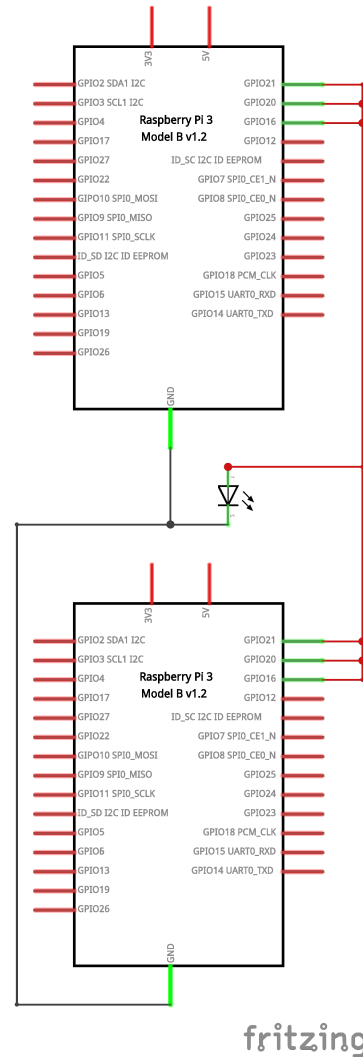 3V3
5V
GPIO2 SDA1 I2C
GPIO3 SCL1 I2C
GPIO4
GPIO17
GPIO27
GPIO22
GIPO10 SPI0_MOSI
GPIO9 SPI0_MISO
GPIO11 SPI0_SCLK
ID_SD I2C ID EEPROM
GPIO5
GPIO6
GPIO13
GPIO19
GPIO26
Raspberry Pi 3
Model B v1.2
GPIO21
GPIO20
GPIO16
GPIO12
ID_SC I2C ID EEPROM
GPIO7 SPI0_CE1_N
GPIO8 SPI0_CE0_N
GPIO25
GPIO24
GPIO23
GPIO18 PCM_CLK
GPIO15 UART0_RXD
GPIO14 UART0_TXD
GND
3V3
5V
GPIO2 SDA1 I2C
GPIO3 SCL1 I2C
GPIO4
GPIO17
GPIO27
GPIO22
GIPO10 SPI0_MOSI
GPIO9 SPI0_MISO
GPIO11 SPI0_SCLK
ID_SD I2C ID EEPROM
GPIO5
GPIO6
GPIO13
GPIO19
GPIO26
Raspberry Pi 3
Model B v1.2
GPIO21
GPIO20
GPIO16
GPIO12
ID_SC I2C ID EEPROM
GPIO7 SPI0_CE1_N
GPIO8 SPI0_CE0_N
GPIO25
GPIO24
GPIO23
GPIO18 PCM_CLK
GPIO15 UART0_RXD
GPIO14 UART0_TXD
GND
fritzing